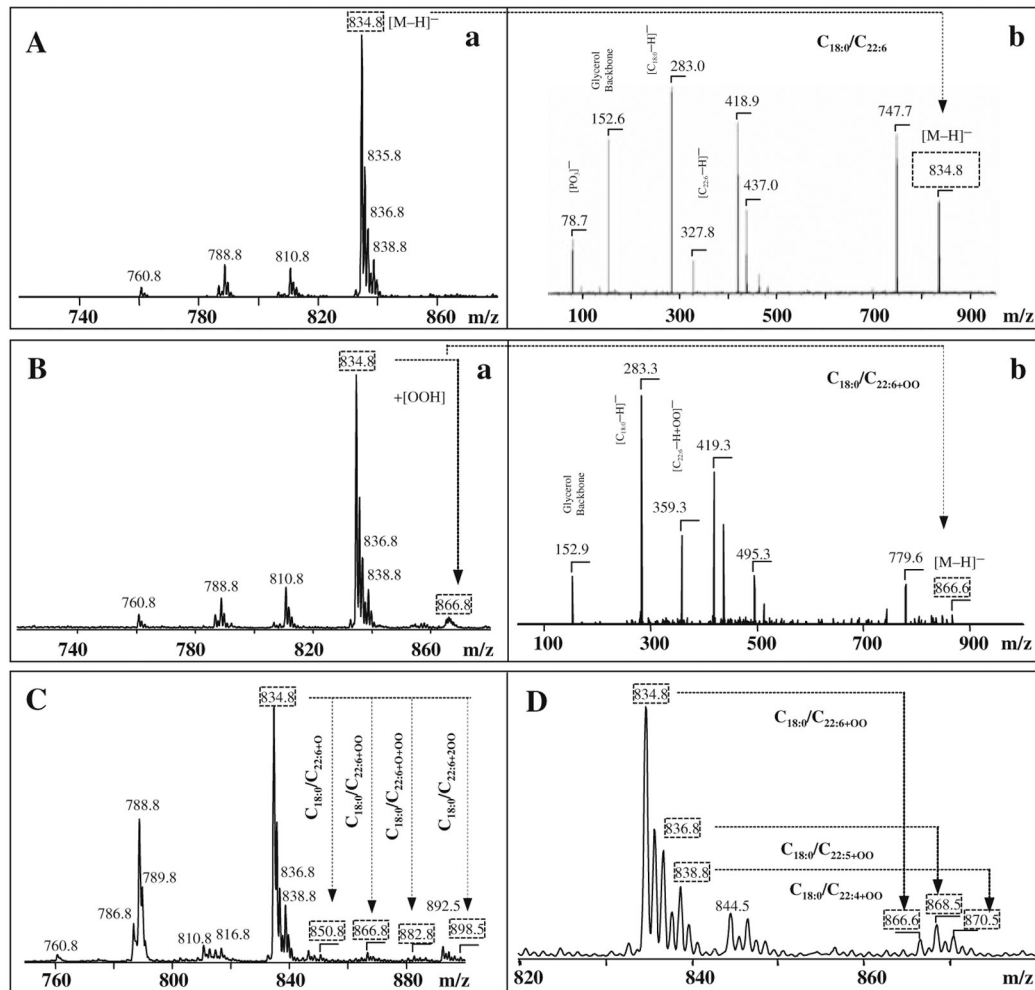 A
a
834.8 [M–H]⁻
835.8
836.8
838.8
760.8
788.8
810.8
740 780 820 860 m/z
b
C18:0/C22:6
[PO3]⁻
78.7
Glycerol
Backbone
152.6
[C18:0–H]⁻
283.0
[C22:6–H]⁻
327.8
418.9
437.0
747.7
[M–H]⁻
834.8
100 300 500 700 900 m/z
B
a
834.8
+[OOH]
836.8
838.8
760.8
788.8
810.8
866.8
740 780 820 860 m/z
b
C18:0/C22:6+OO
Glycerol
Backbone
152.9
[C18:0–H]⁻
283.3
[C22:6–H+OO]⁻
359.3
419.3
495.3
779.6
[M–H]⁻
866.6
100 300 500 700 900 m/z
C
834.8
C18:0/C22:6+O
C18:0/C22:6+OO
C18:0/C22:6+O+OO
C18:0/C22:6+2OO
788.8
789.8
786.8
760.8
810.8
816.8
836.8
838.8
892.5
850.8
866.8
882.8
898.5
760 800 840 880 m/z
D
834.8
C18:0/C22:6+OO
836.8
C18:0/C22:5+OO
838.8
C18:0/C22:4+OO
844.5
866.6
868.5
870.5
820 840 860 m/z